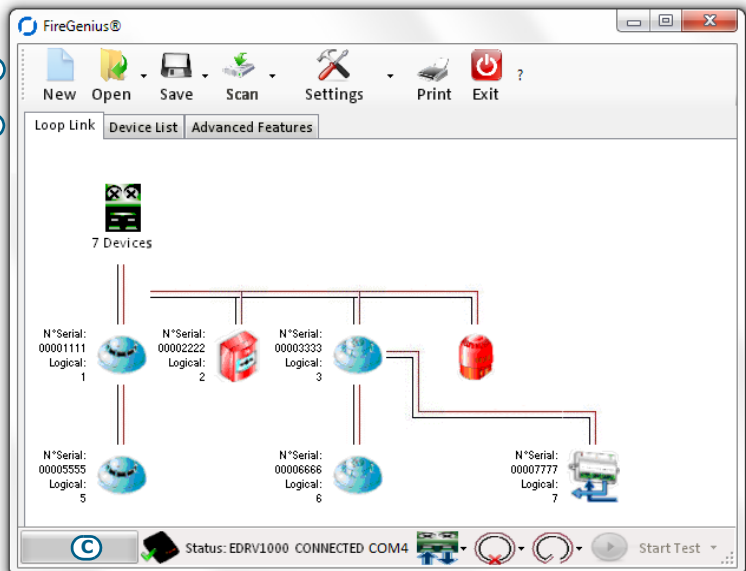 FireGenius®
New Open Save Scan Settings Print Exit ?
Loop Link Device List Advanced Features
7 Devices
N°Serial:
00001111
Logical:
1
N°Serial:
00002222
Logical:
2
N°Serial:
00003333
Logical:
3
N°Serial:
00005555
Logical:
5
N°Serial:
00006666
Logical:
6
N°Serial:
00007777
Logical:
7
C
Status: EDRV1000 CONNECTED COM4
Start Test